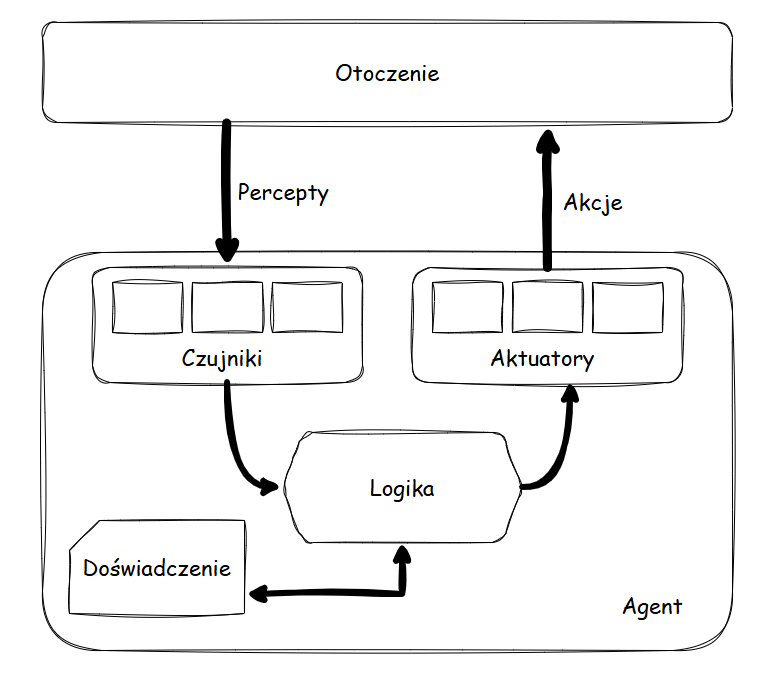 Otoczenie
Percepty
Akcje
Czujniki
Aktuatory
Logika
Doświadczenie
Agent